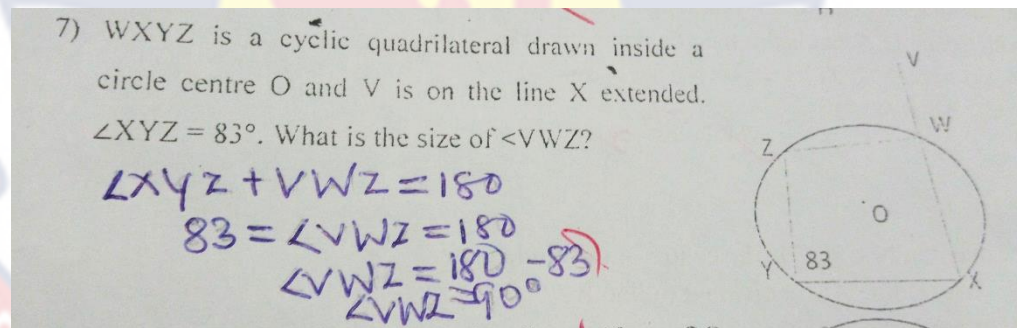 7) WXYZ is a cyclic quadrilateral drawn inside a
circle centre O and V is on the line X extended.
∠XYZ = 83°. What is the size of <VWZ?
∠XYZ + VWZ = 180
83 = ∠VWZ = 180
∠VWZ = 180 - 83
∠VWZ = 90°
V
W
Z
O
Y
83
X